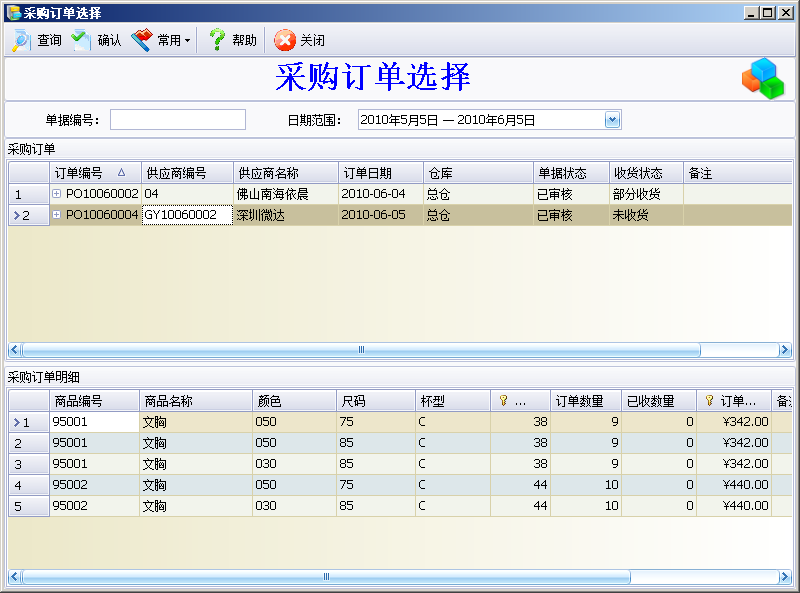 采购订单选择
查询 确认 常用 帮助 关闭
采购订单选择
单据编号： 日期范围： 2010年5月5日 — 2010年6月5日
采购订单
订单编号 供应商编号 供应商名称 订单日期 仓库 单据状态 收货状态 备注
1 PO10060002 04 佛山南海依晨 2010-06-04 总仓 已审核 部分收货
2 PO10060004 GY10060002 深圳微达 2010-06-05 总仓 已审核 未收货
采购订单明细
商品编号 商品名称 颜色 尺码 杯型 ... 订单数量 已收数量 订单... 备注
1 95001 文胸 050 75 C 38 9 0 ¥342.00
2 95001 文胸 050 85 C 38 9 0 ¥342.00
3 95001 文胸 030 85 C 38 9 0 ¥342.00
4 95002 文胸 050 75 C 44 10 0 ¥440.00
5 95002 文胸 030 85 C 44 10 0 ¥440.00